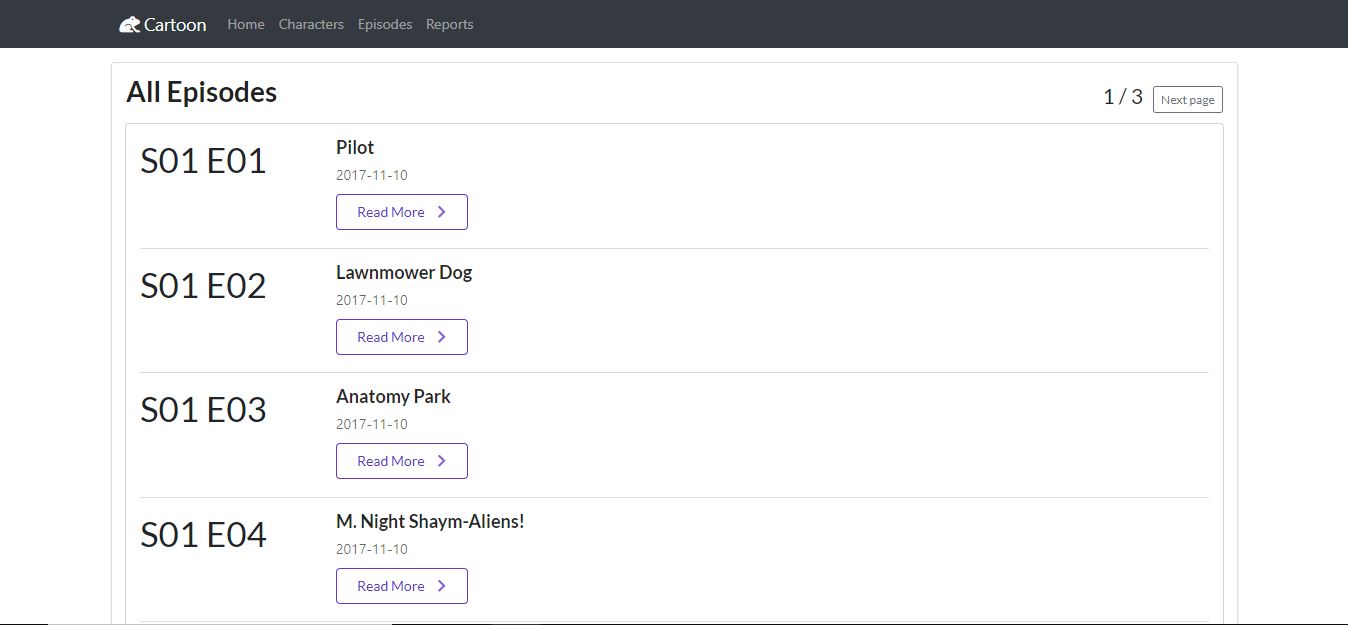 Cartoon Home Characters Episodes Reports
All Episodes
1 / 3 Next page
S01 E01
Pilot
2017-11-10
Read More
S01 E02
Lawnmower Dog
2017-11-10
Read More
S01 E03
Anatomy Park
2017-11-10
Read More
S01 E04
M. Night Shaym-Aliens!
2017-11-10
Read More